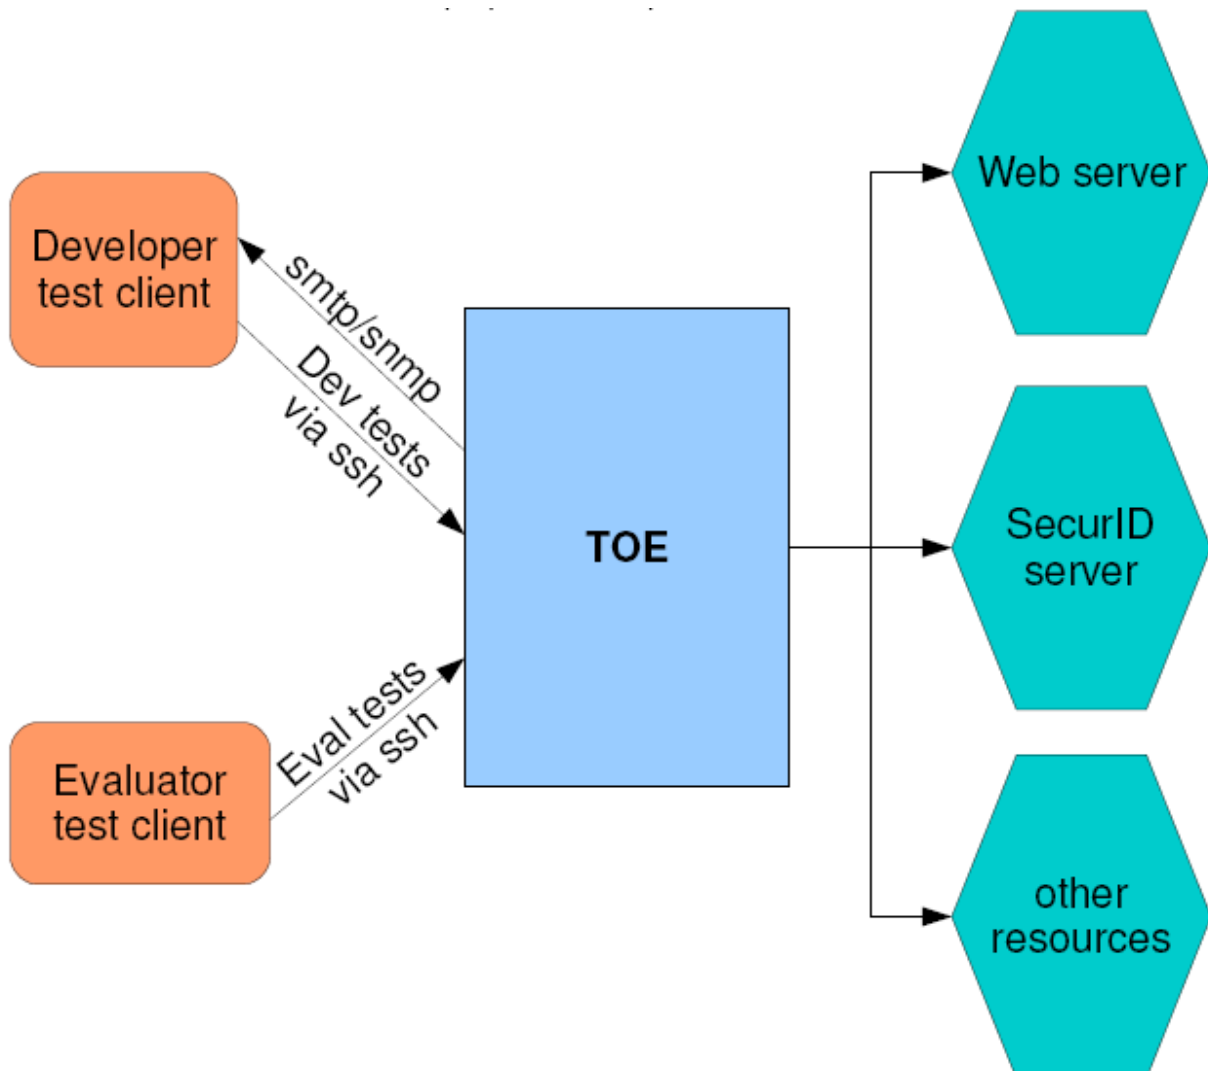 Web server
Developer
test client
smtp/snmp
Dev tests
via ssh
TOE
SecurID
server
Eval tests
via ssh
Evaluator
test client
other
resources